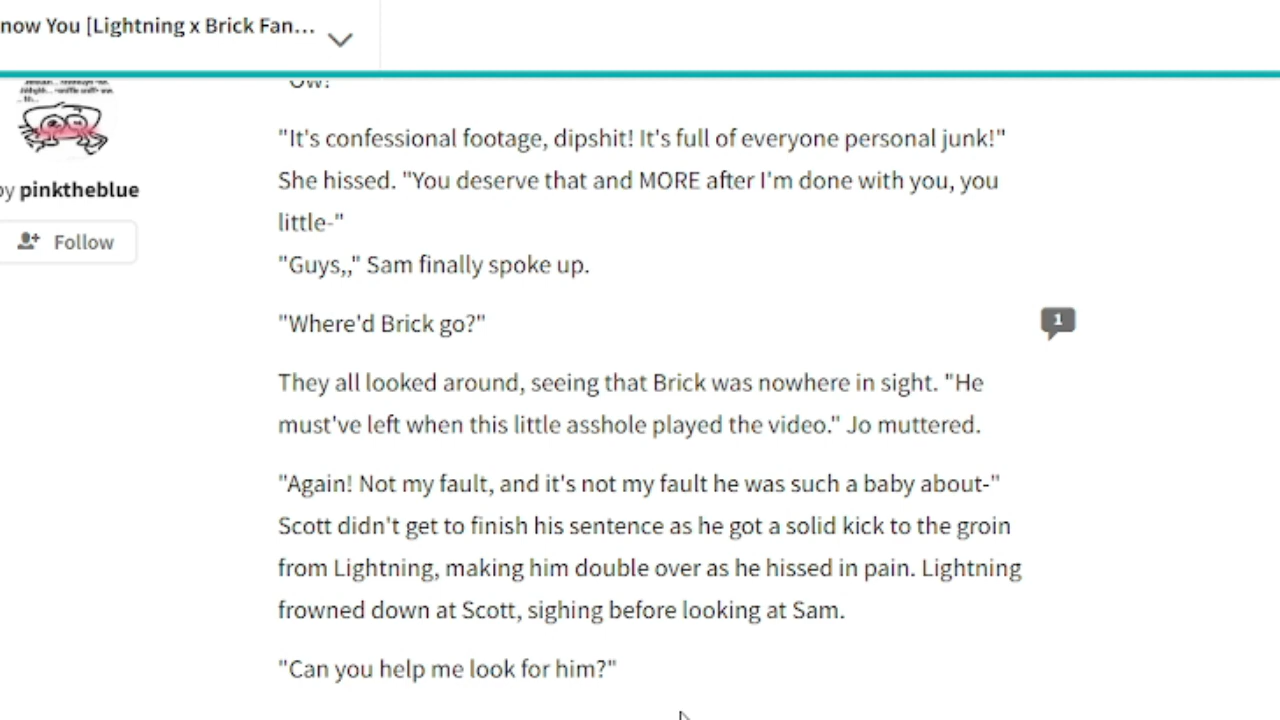 now You [Lightning x Brick Fan...
"Ow!
"It's confessional footage, dipshit! It's full of everyone personal junk!"
She hissed. "You deserve that and MORE after I'm done with you, you
little-"
"Guys,," Sam finally spoke up.
by pinktheblue
Follow
"Where'd Brick go?"
1
They all looked around, seeing that Brick was nowhere in sight. "He
must've left when this little asshole played the video." Jo muttered.
"Again! Not my fault, and it's not my fault he was such a baby about-"
Scott didn't get to finish his sentence as he got a solid kick to the groin
from Lightning, making him double over as he hissed in pain. Lightning
frowned down at Scott, sighing before looking at Sam.
"Can you help me look for him?"